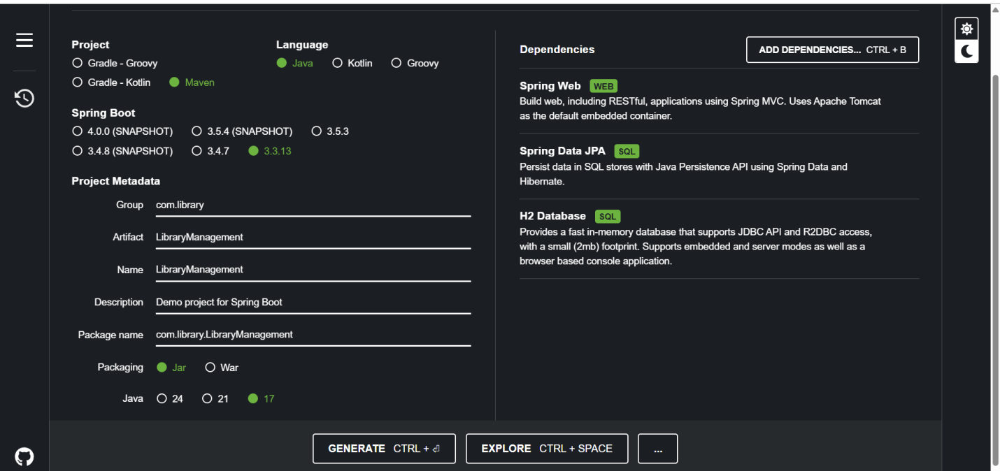 Project
Gradle - Groovy
Gradle - Kotlin Maven
Language
Java Kotlin Groovy
Spring Boot
4.0.0 (SNAPSHOT) 3.5.4 (SNAPSHOT) 3.5.3
3.4.8 (SNAPSHOT) 3.4.7 3.3.13
Project Metadata
Group com.library
Artifact LibraryManagement
Name LibraryManagement
Description Demo project for Spring Boot
Package name com.library.LibraryManagement
Packaging Jar War
Java 24 21 17
Dependencies ADD DEPENDENCIES... CTRL + B
Spring Web WEB
Build web, including RESTful, applications using Spring MVC. Uses Apache Tomcat
as the default embedded container.
Spring Data JPA SQL
Persist data in SQL stores with Java Persistence API using Spring Data and
Hibernate.
H2 Database SQL
Provides a fast in-memory database that supports JDBC API and R2DBC access,
with a small (2mb) footprint. Supports embedded and server modes as well as a
browser based console application.
GENERATE CTRL + ⏎ EXPLORE CTRL + SPACE ...